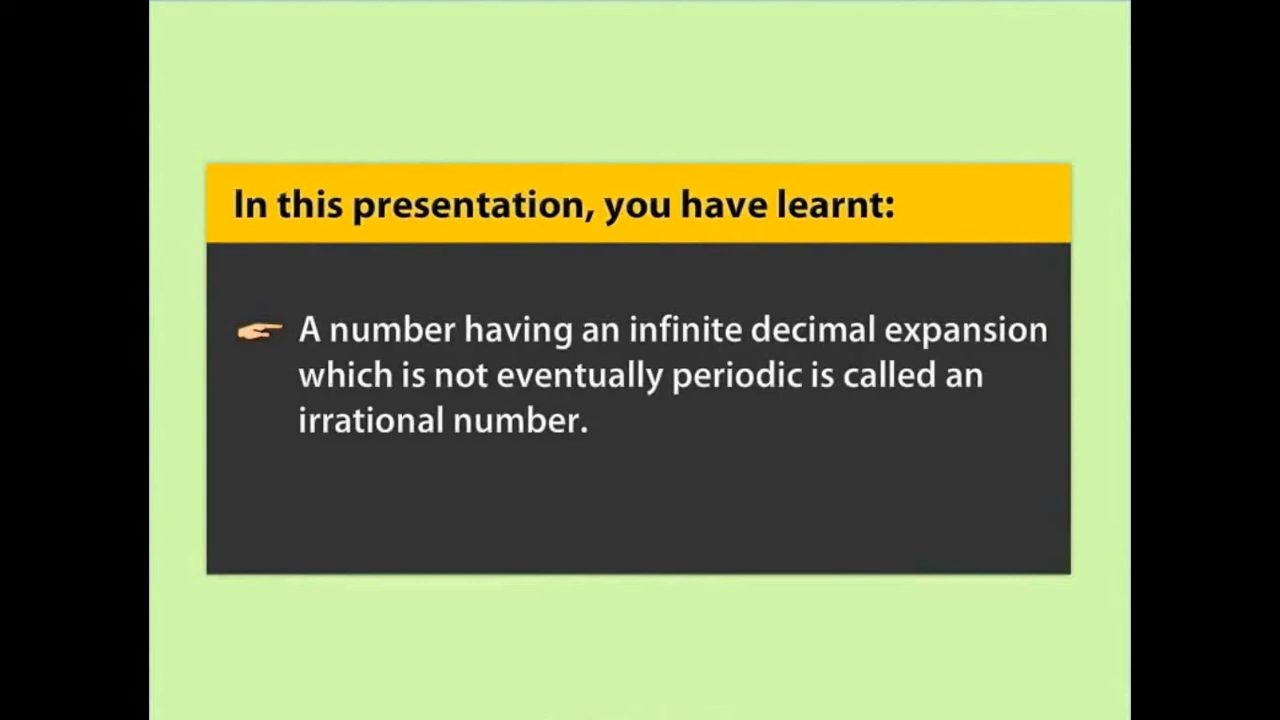 In this presentation, you have learnt:
A number having an infinite decimal expansion
which is not eventually periodic is called an
irrational number.